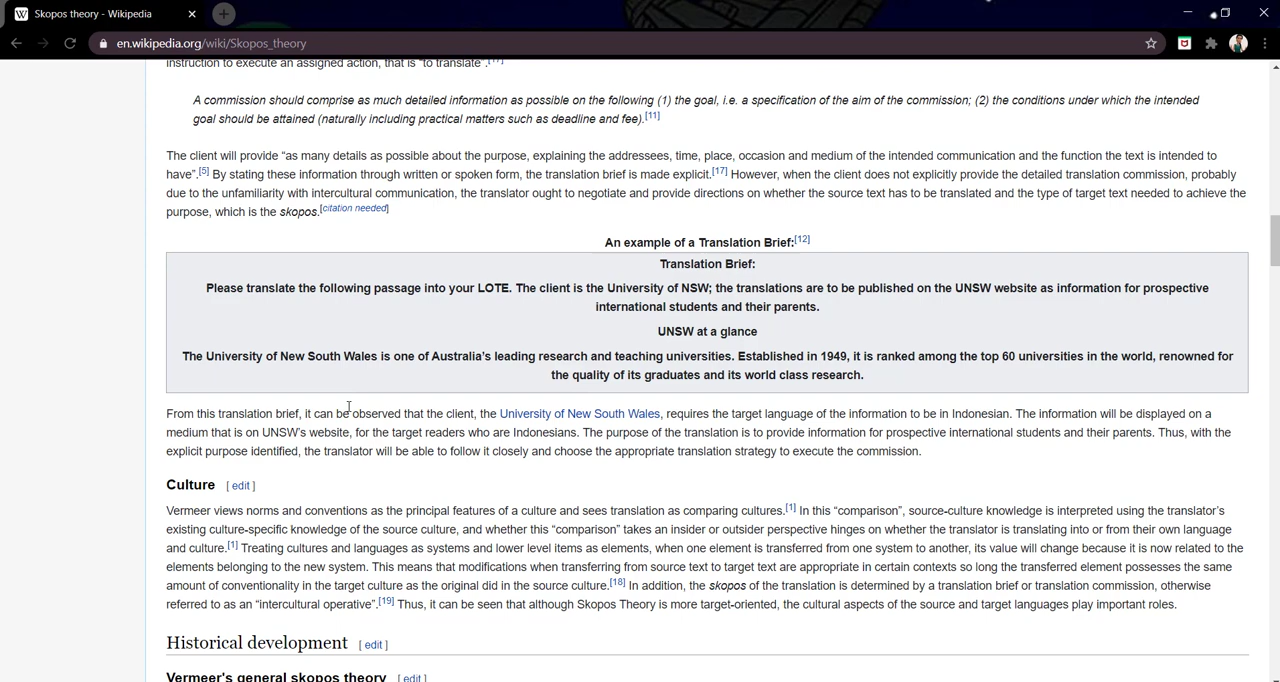 Skopos theory - Wikipedia
en.wikipedia.org/wiki/Skopos_theory
instruction to execute an assigned action, that is "to translate".[17]
A commission should comprise as much detailed information as possible on the following (1) the goal, i.e. a specification of the aim of the commission; (2) the conditions under which the intended
goal should be attained (naturally including practical matters such as deadline and fee).[11]
The client will provide “as many details as possible about the purpose, explaining the addressees, time, place, occasion and medium of the intended communication and the function the text is intended to
have”.[5] By stating these information through written or spoken form, the translation brief is made explicit.[17] However, when the client does not explicitly provide the detailed translation commission, probably
due to the unfamiliarity with intercultural communication, the translator ought to negotiate and provide directions on whether the source text has to be translated and the type of target text needed to achieve the
purpose, which is the skopos.[citation needed]
An example of a Translation Brief:[12]
Translation Brief:
Please translate the following passage into your LOTE. The client is the University of NSW; the translations are to be published on the UNSW website as information for prospective
international students and their parents.
UNSW at a glance
The University of New South Wales is one of Australia’s leading research and teaching universities. Established in 1949, it is ranked among the top 60 universities in the world, renowned for
the quality of its graduates and its world class research.
From this translation brief, it can be observed that the client, the University of New South Wales, requires the target language of the information to be in Indonesian. The information will be displayed on a
medium that is on UNSW’s website, for the target readers who are Indonesians. The purpose of the translation is to provide information for prospective international students and their parents. Thus, with the
explicit purpose identified, the translator will be able to follow it closely and choose the appropriate translation strategy to execute the commission.
Culture [ edit ]
Vermeer views norms and conventions as the principal features of a culture and sees translation as comparing cultures.[1] In this “comparison”, source-culture knowledge is interpreted using the translator’s
existing culture-specific knowledge of the source culture, and whether this “comparison” takes an insider or outsider perspective hinges on whether the translator is translating into or from their own language
and culture.[1] Treating cultures and languages as systems and lower level items as elements, when one element is transferred from one system to another, its value will change because it is now related to the
elements belonging to the new system. This means that modifications when transferring from source text to target text are appropriate in certain contexts so long the transferred element possesses the same
amount of conventionality in the target culture as the original did in the source culture.[18] In addition, the skopos of the translation is determined by a translation brief or translation commission, otherwise
referred to as an “intercultural operative”.[19] Thus, it can be seen that although Skopos Theory is more target-oriented, the cultural aspects of the source and target languages play important roles.
Historical development [ edit ]
Vermeer's general skopos theory [ edit ]